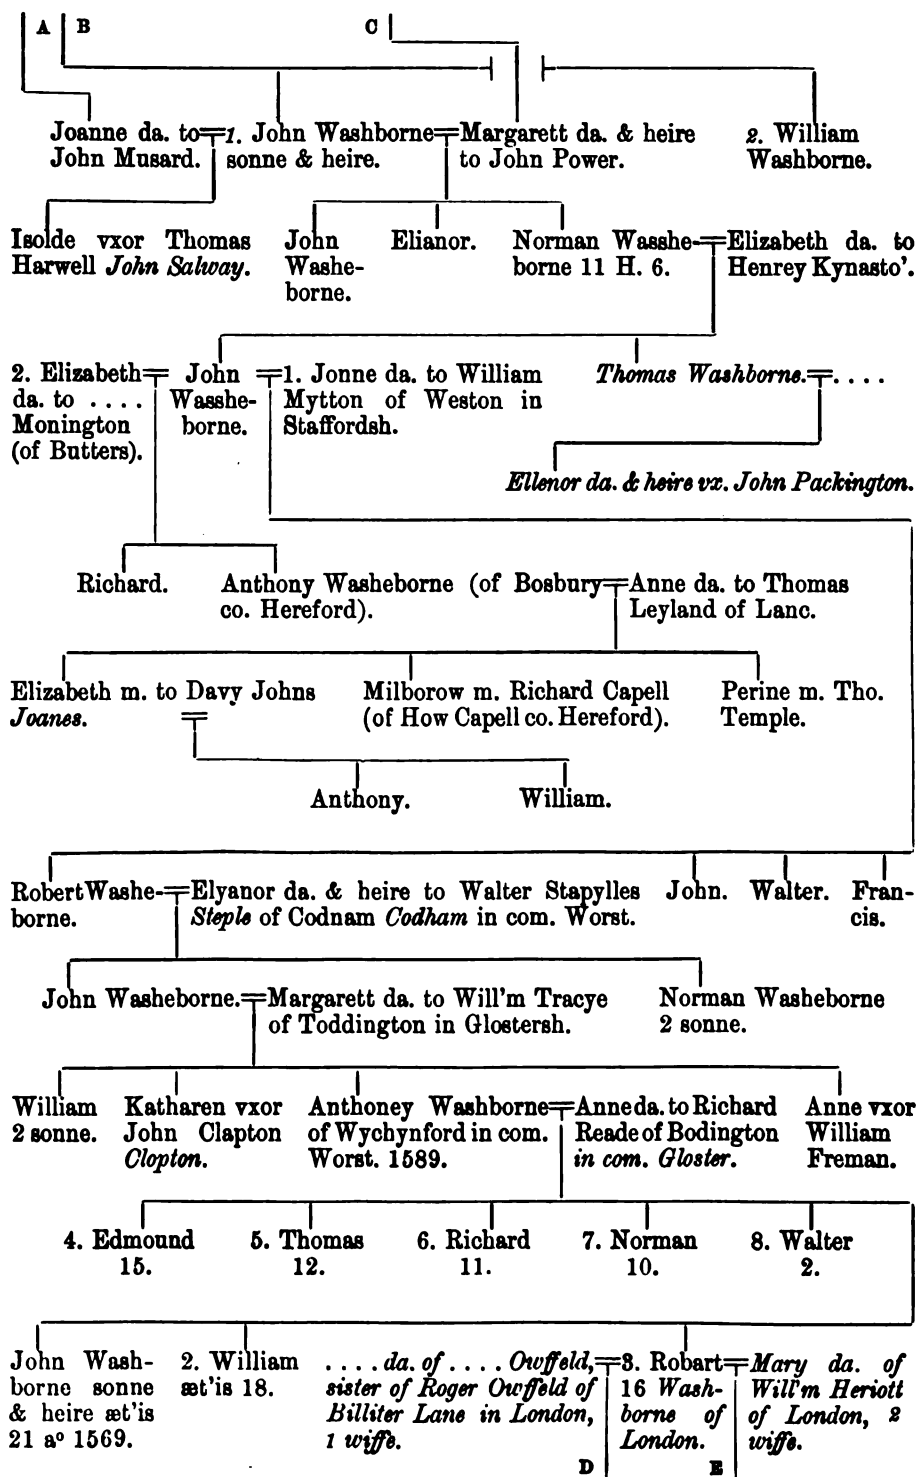 A B C
Joanne da. to 1. John Washborne Margarett da. & heire 2. William
John Musard. sonne & heire. to John Power. Washborne.
Isolde vxor Thomas John Elianor. Norman Wasshe- Elizabeth da. to
Harwell John Salway. Washe- borne 11 H. 6. Henrey Kynasto'.
borne.
2. Elizabeth John 1. Jonne da. to William Thomas Washborne. . . . .
da. to . . . . Wasshe- Mytton of Weston in
Monington borne. Staffordsh.
(of Butters).
Ellenor da. & heire vx. John Packington.
Richard. Anthony Washeborne (of Bosbury Anne da. to Thomas
co. Hereford). Leyland of Lanc.
Elizabeth m. to Davy Johns Milborow m. Richard Capell Perine m. Tho.
Joanes. (of How Capell co. Hereford). Temple.
Anthony. William.
Robert Washe- Elyanor da. & heire to Walter Stapylles John. Walter. Fran-
borne. Steple of Codnam Codham in com. Worst. cis.
John Washeborne. Margarett da. to Will'm Tracye Norman Washeborne
of Toddington in Glostersh. 2 sonne.
William Katharen vxor Anthoney Washborne Anne da. to Richard Anne vxor
2 sonne. John Clapton of Wychynford in com. Reade of Bodington William
Clopton. Worst. 1589. in com. Gloster. Freman.
4. Edmound 5. Thomas 6. Richard 7. Norman 8. Walter
15. 12. 11. 10. 2.
John Wash- 2. William . . . . da. of . . . . Owffeld, 3. Robart Mary da. of
borne sonne æt'is 18. sister of Roger Owffeld of 16 Wash- Will'm Heriott
& heire æt'is Billiter Lane in London, borne of of London, 2
21 aº 1569. 1 wiffe. London. wiffe.
D E